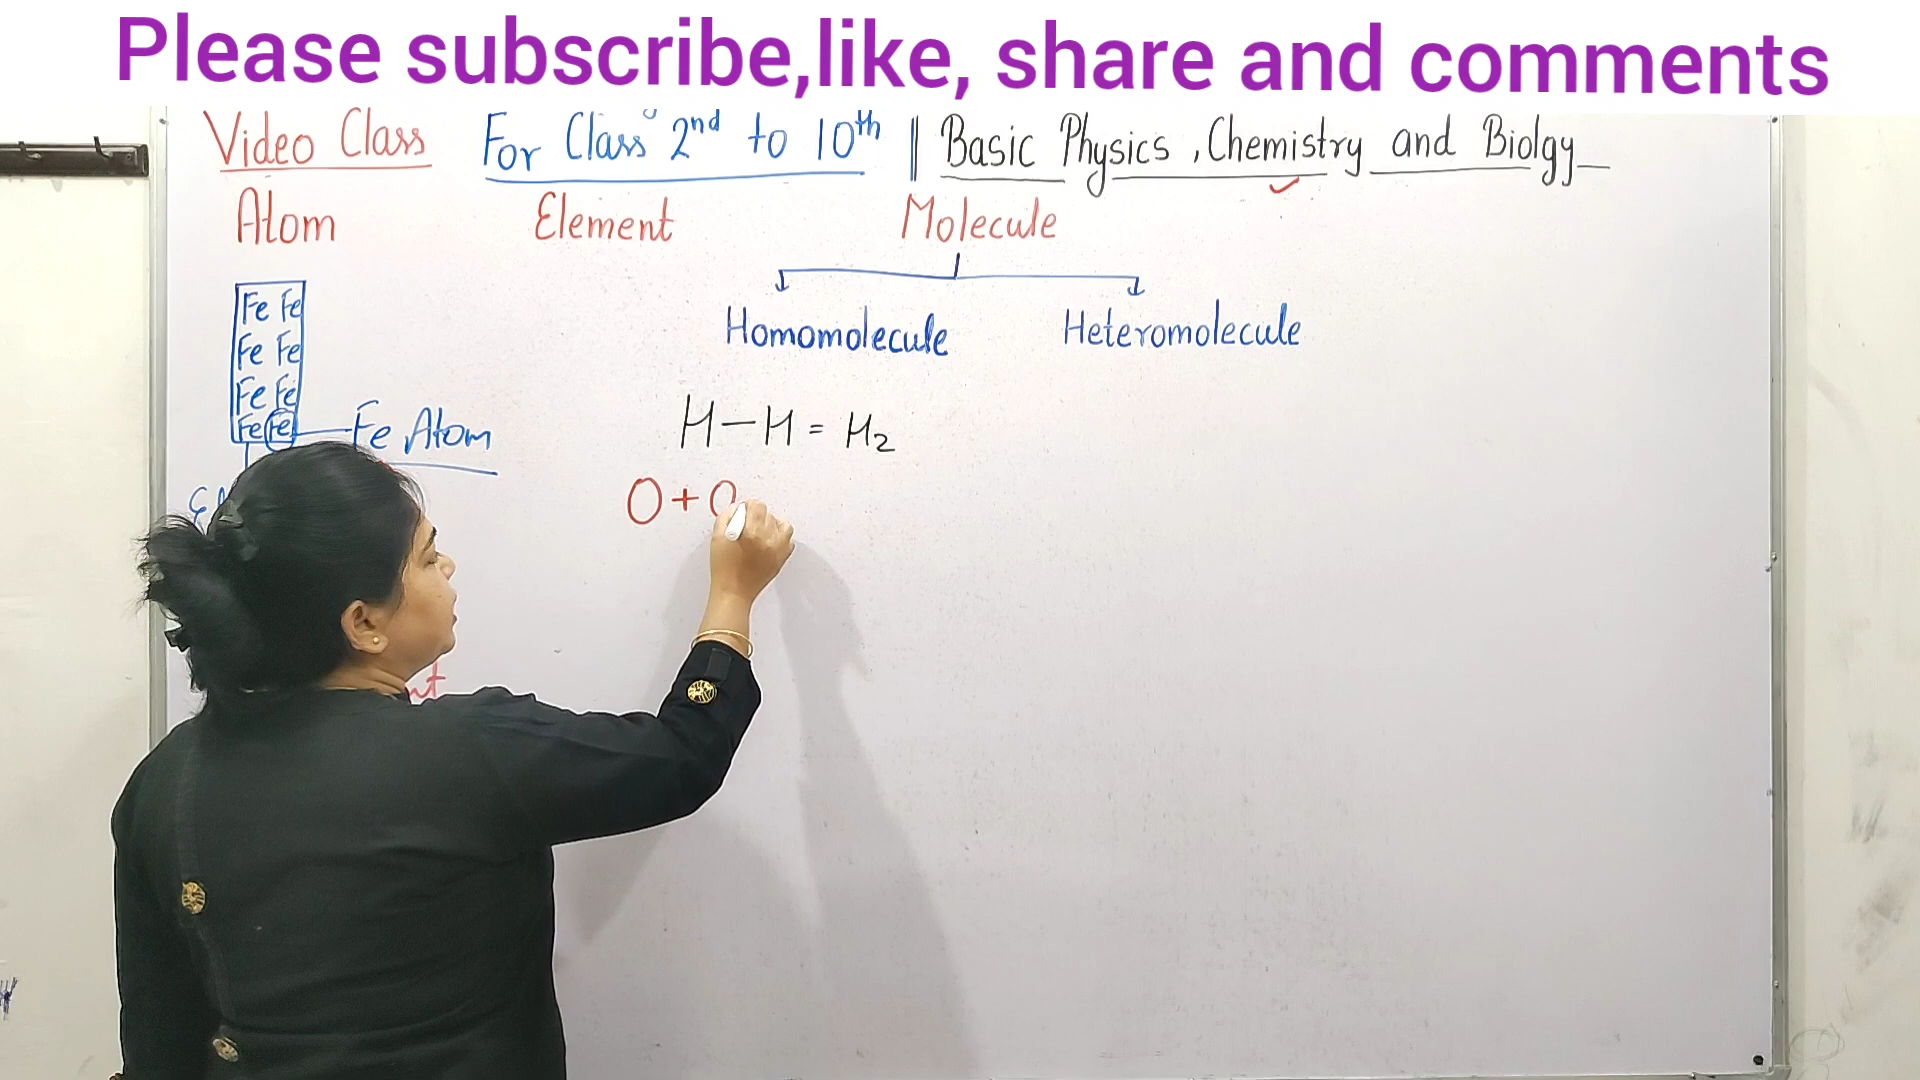 Please subscribe,like, share and comments
Video Class For Class 2nd to 10th || Basic Physics, Chemistry and Biolgy
Atom Element Molecule
Homomolecule Heteromolecule
Fe Fe
Fe Fe
Fe Fe
Fe Fe Fe Atom
H - H = H2
O + O